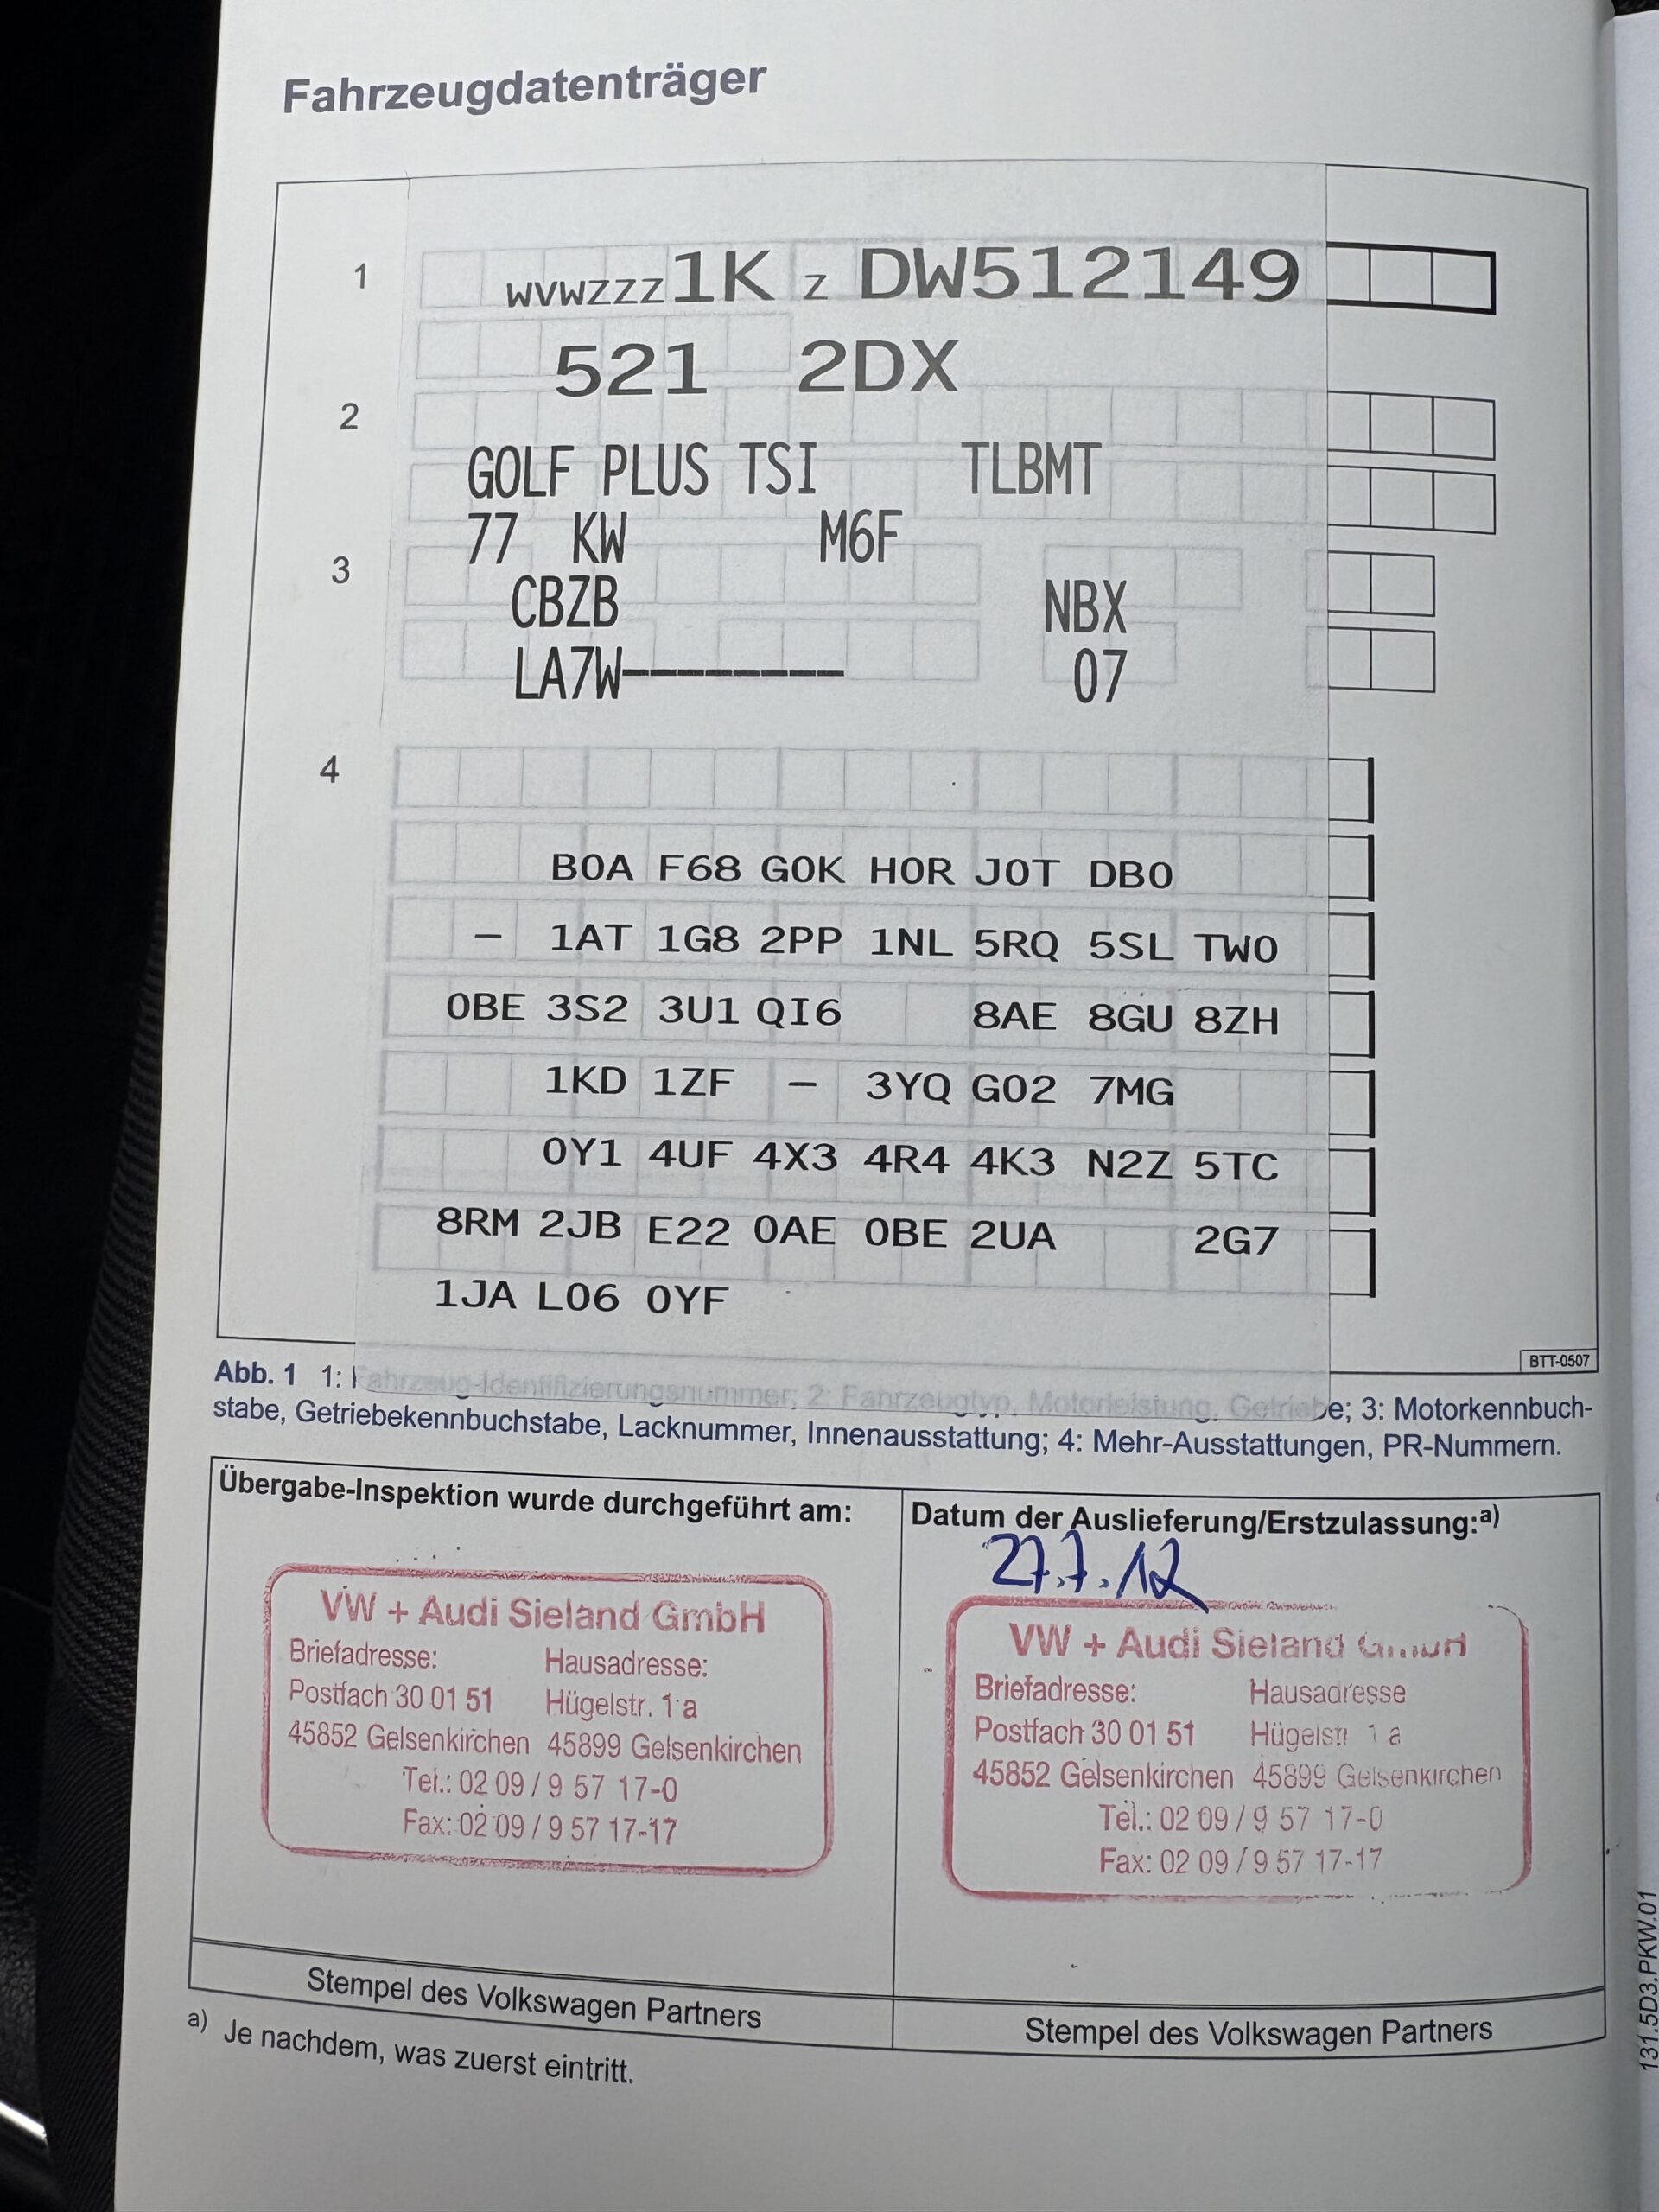 Fahrzeugdatenträger
1 WVWZZZ1K Z DW512149
521 2DX
2
GOLF PLUS TSI TLBMT
77 KW M6F
3
CBZB NBX
LA7W-------- 07
4
B0A F68 G0K H0R J0T DB0
– 1AT 1G8 2PP 1NL 5RQ 5SL TW0
0BE 3S2 3U1 QI6 8AE 8GU 8ZH
1KD 1ZF – 3YQ G02 7MG
0Y1 4UF 4X3 4R4 4K3 N2Z 5TC
8RM 2JB E22 0AE 0BE 2UA 2G7
1JA L06 0YF
BTT-0507
Abb. 1 1: Fahrzeug-Identifizierungsnummer; 2: Fahrzeugtyp, Motorleistung, Getriebe; 3: Motorkennbuch-
stabe, Getriebekennbuchstabe, Lacknummer, Innenausstattung; 4: Mehr-Ausstattungen, PR-Nummern.
Übergabe-Inspektion wurde durchgeführt am:
VW + Audi Sieland GmbH
Briefadresse: Hausadresse:
Postfach 30 01 51 Hügelstr. 1 a
45852 Gelsenkirchen 45899 Gelsenkirchen
Tel.: 02 09 / 9 57 17-0
Fax: 02 09 / 9 57 17-17
Stempel des Volkswagen Partners
Datum der Auslieferung/Erstzulassung:a)
27.7.12
VW + Audi Sieland GmbH
Briefadresse: Hausadresse
Postfach 30 01 51 Hügelstr 1 a
45852 Gelsenkirchen 45899 Gelsenkirchen
Tel.: 02 09 / 9 57 17-0
Fax: 02 09 / 9 57 17-17
Stempel des Volkswagen Partners
a) Je nachdem, was zuerst eintritt.
131.5D3.PKW.01